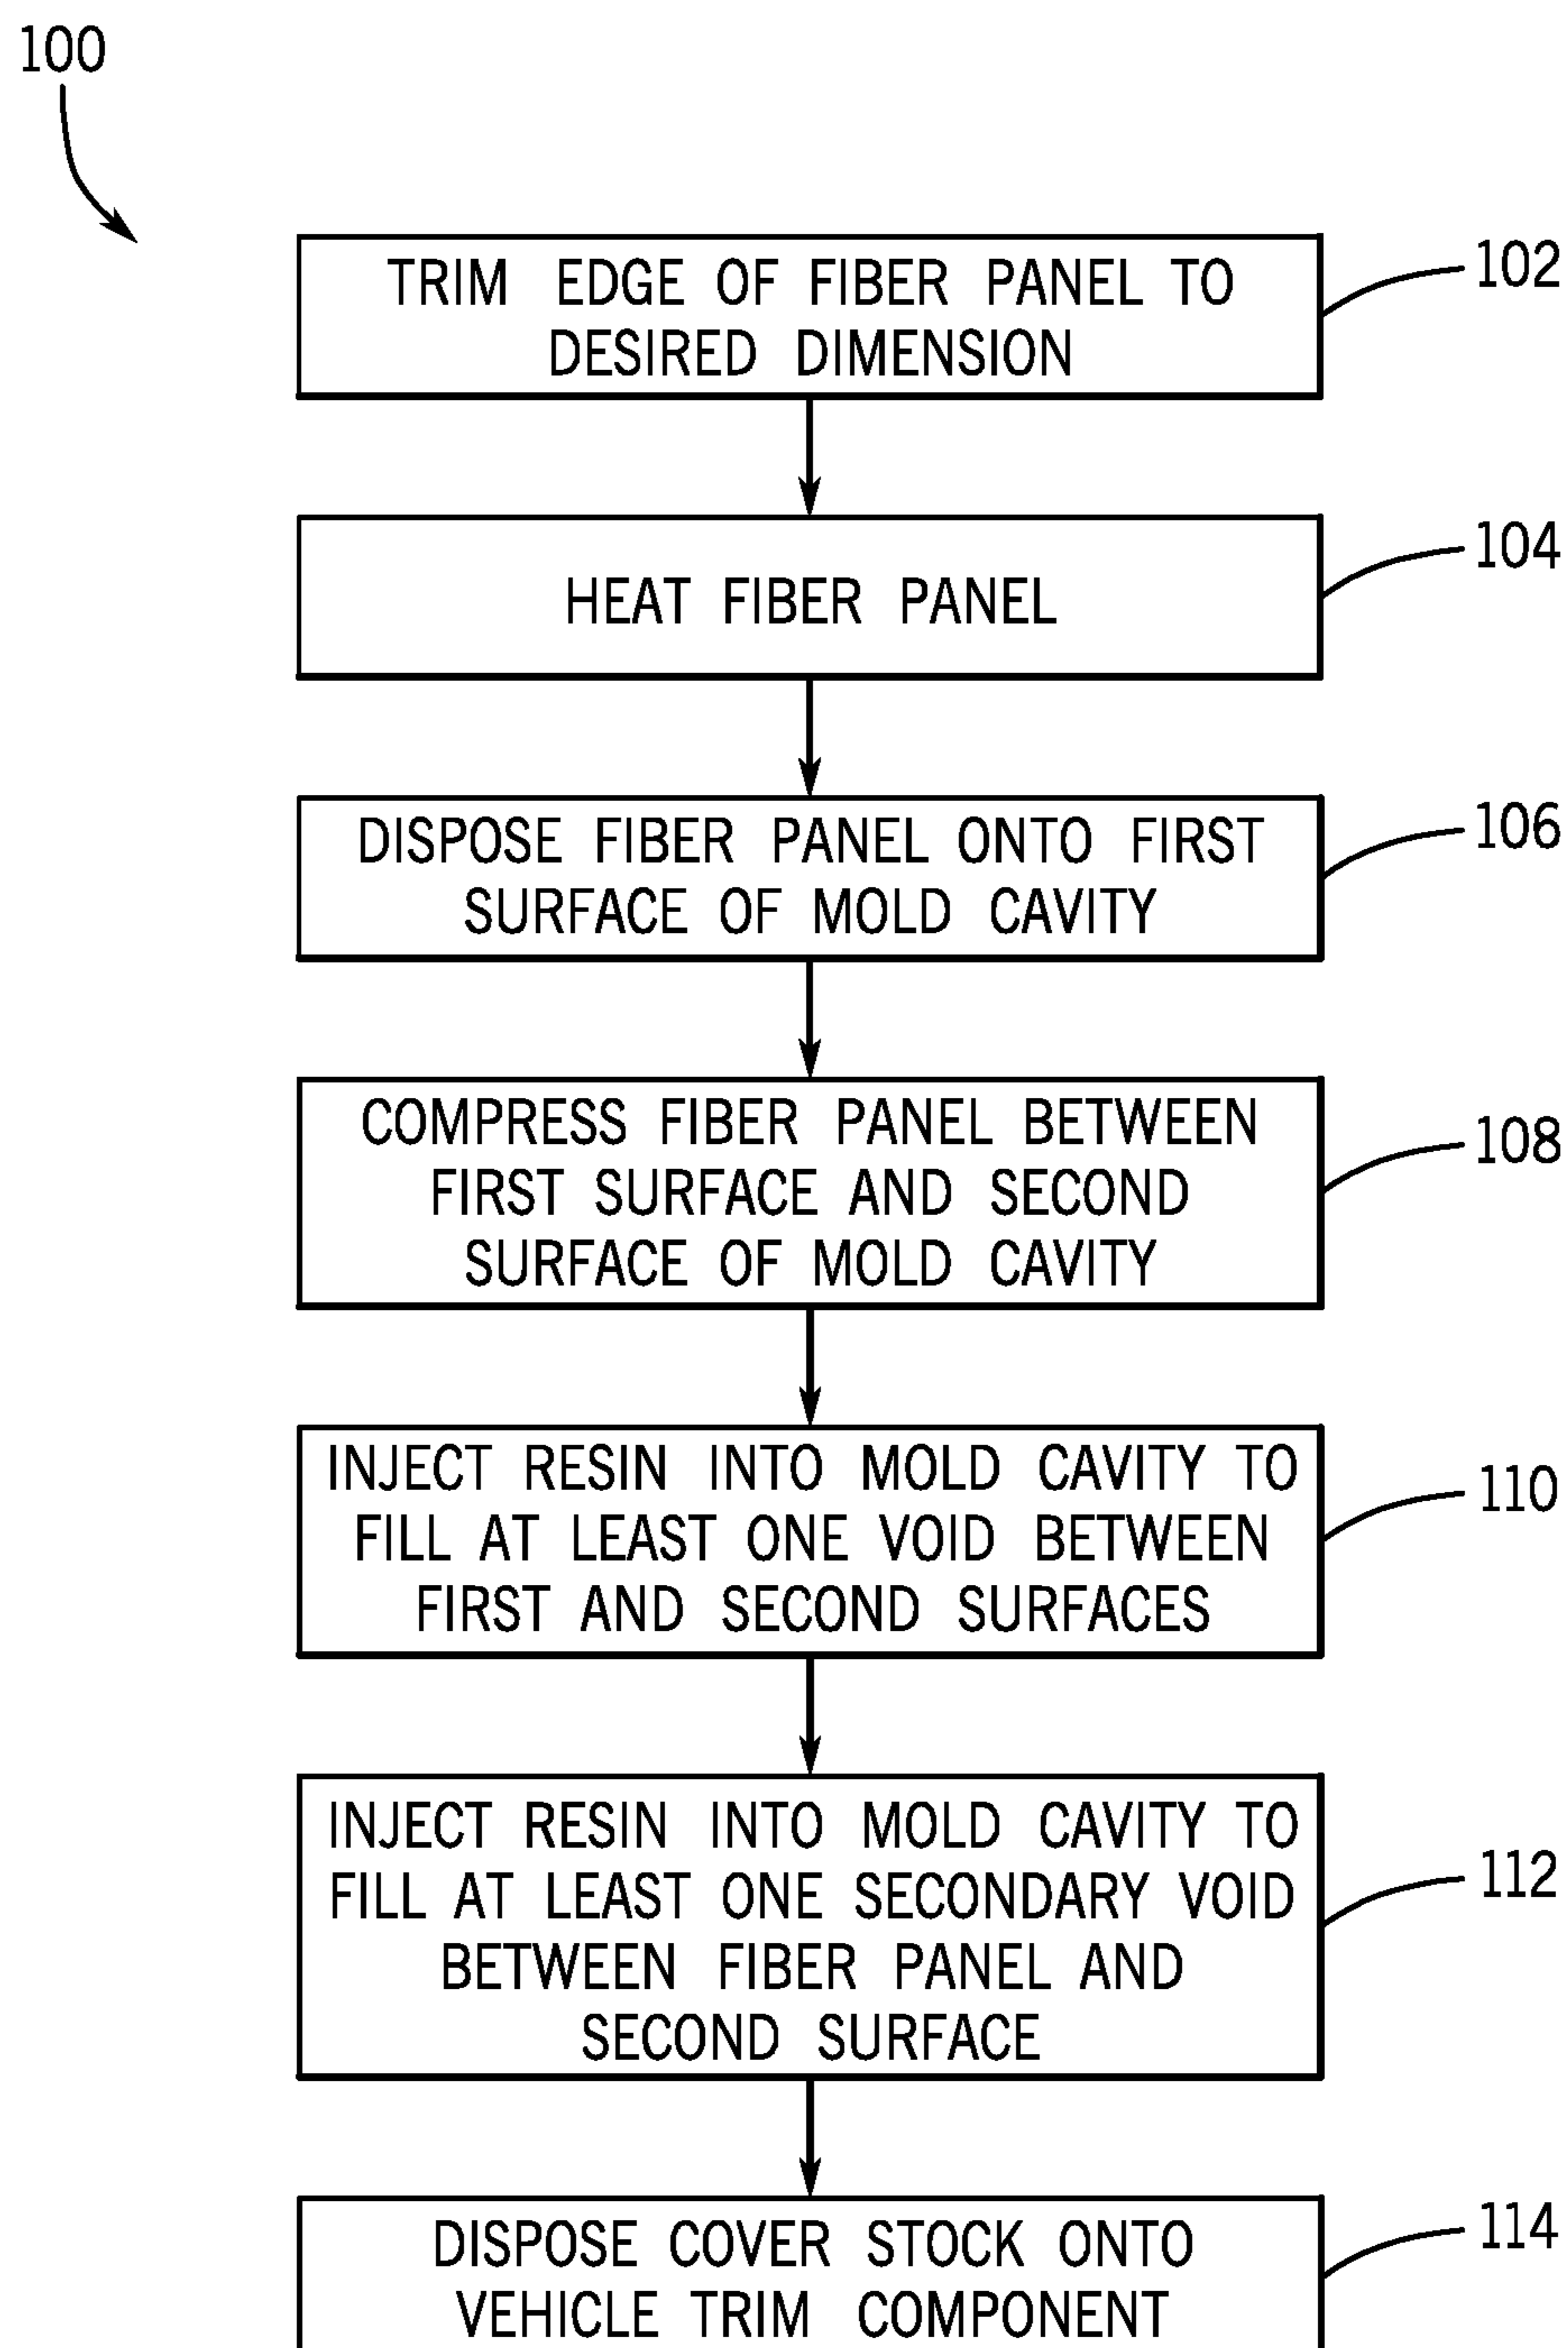 100
TRIM EDGE OF FIBER PANEL TO
DESIRED DIMENSION
102
HEAT FIBER PANEL
104
DISPOSE FIBER PANEL ONTO FIRST
SURFACE OF MOLD CAVITY
106
COMPRESS FIBER PANEL BETWEEN
FIRST SURFACE AND SECOND
SURFACE OF MOLD CAVITY
108
INJECT RESIN INTO MOLD CAVITY TO
FILL AT LEAST ONE VOID BETWEEN
FIRST AND SECOND SURFACES
110
INJECT RESIN INTO MOLD CAVITY TO
FILL AT LEAST ONE SECONDARY VOID
BETWEEN FIBER PANEL AND
SECOND SURFACE
112
DISPOSE COVER STOCK ONTO
VEHICLE TRIM COMPONENT
114